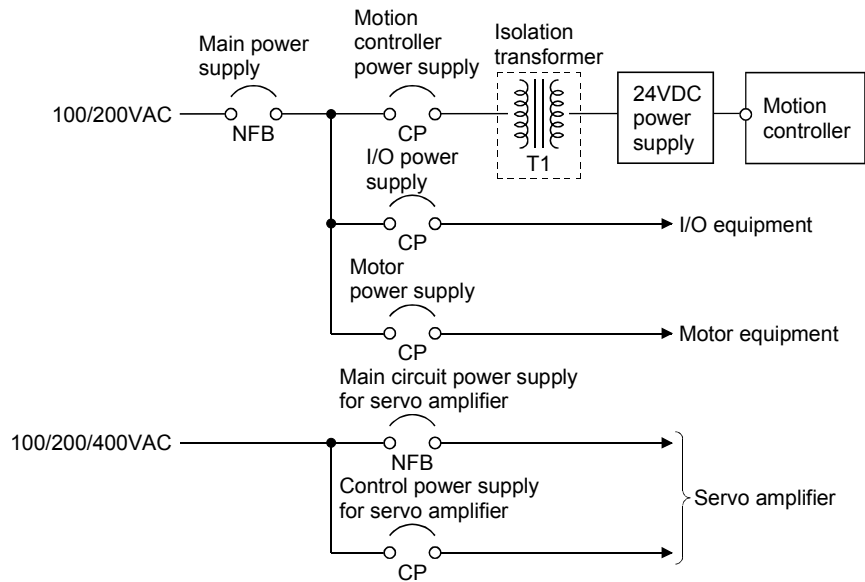 Main power
supply
Motion
controller
power supply
Isolation
transformer
100/200VAC
NFB
CP
T1
24VDC
power
supply
Motion
controller
I/O power
supply
CP
I/O equipment
Motor
power supply
CP
Motor equipment
Main circuit power supply
for servo amplifier
100/200/400VAC
NFB
Control power supply
for servo amplifier
CP
Servo amplifier